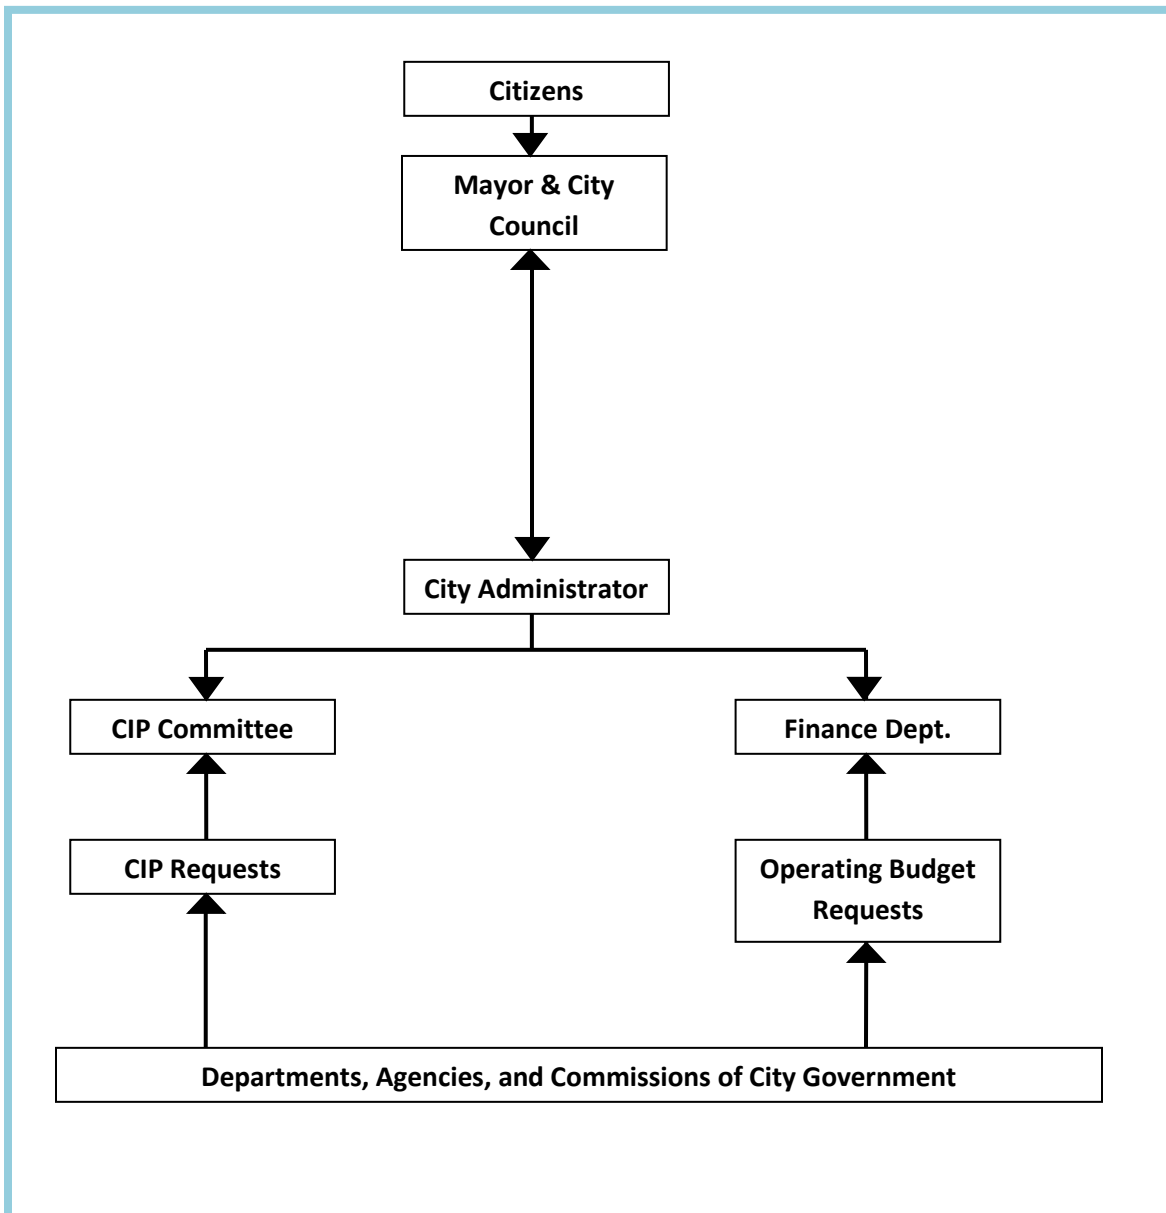 Citizens
Mayor & City
Council
City Administrator
CIP Committee
Finance Dept.
CIP Requests
Operating Budget
Requests
Departments, Agencies, and Commissions of City Government